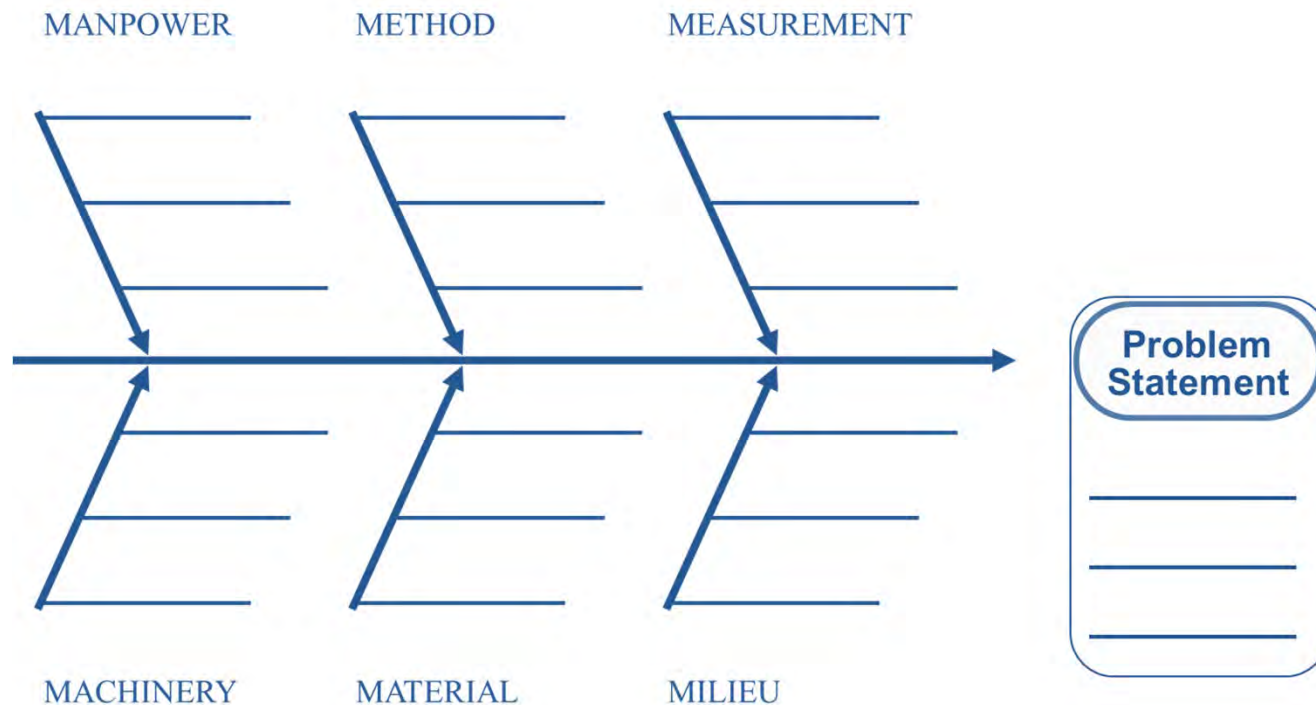 MANPOWER
METHOD
MEASUREMENT
Problem
Statement
MACHINERY
MATERIAL
MILIEU